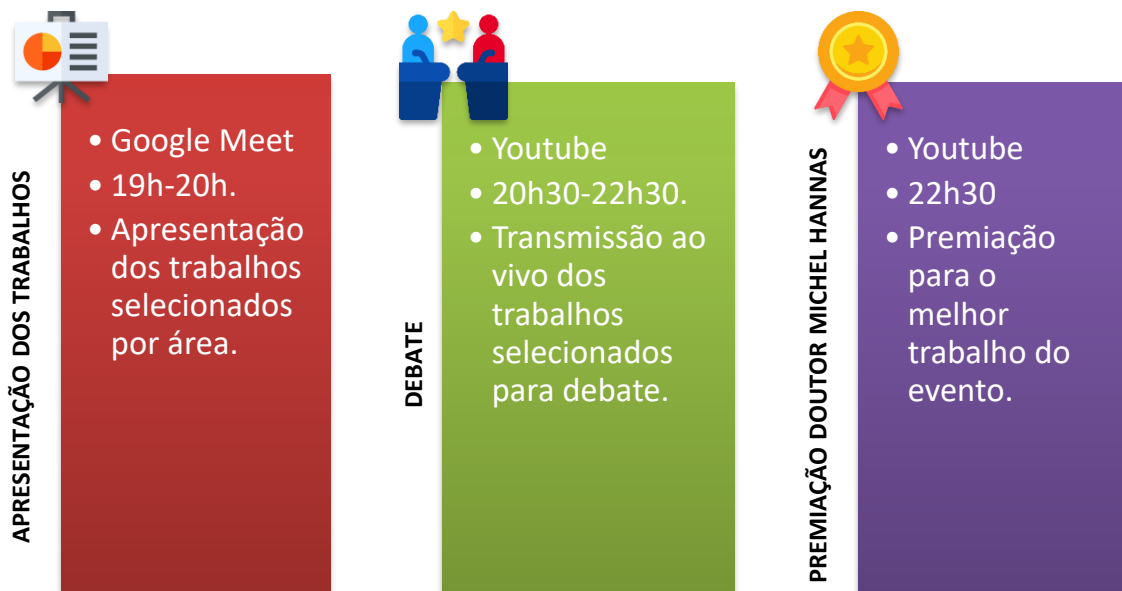 APRESENTAÇÃO DOS TRABALHOS
• Google Meet
• 19h-20h.
• Apresentação
dos trabalhos
selecionados
por área.
DEBATE
• Youtube
• 20h30-22h30.
• Transmissão ao
vivo dos
trabalhos
selecionados
para debate.
PREMIAÇÃO DOUTOR MICHEL HANNAS
• Youtube
• 22h30
• Premiação
para o
melhor
trabalho do
evento.